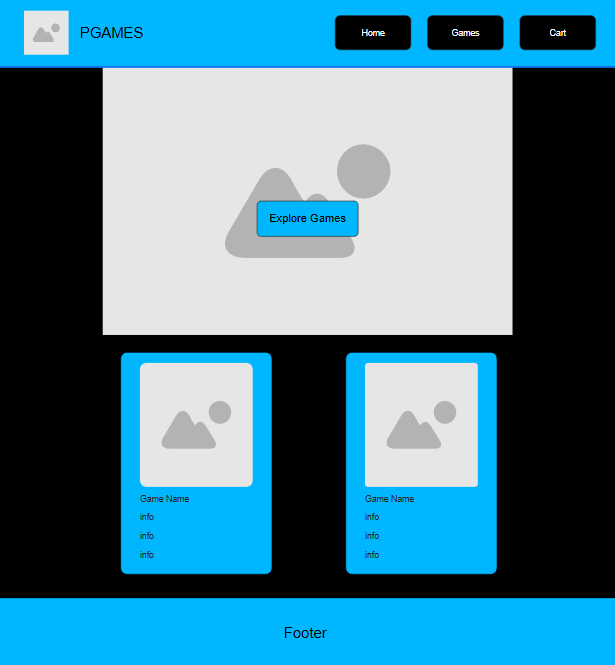 PGAMES
Home
Games
Cart
Explore Games
Game Name
info
info
info
Game Name
info
info
info
Footer